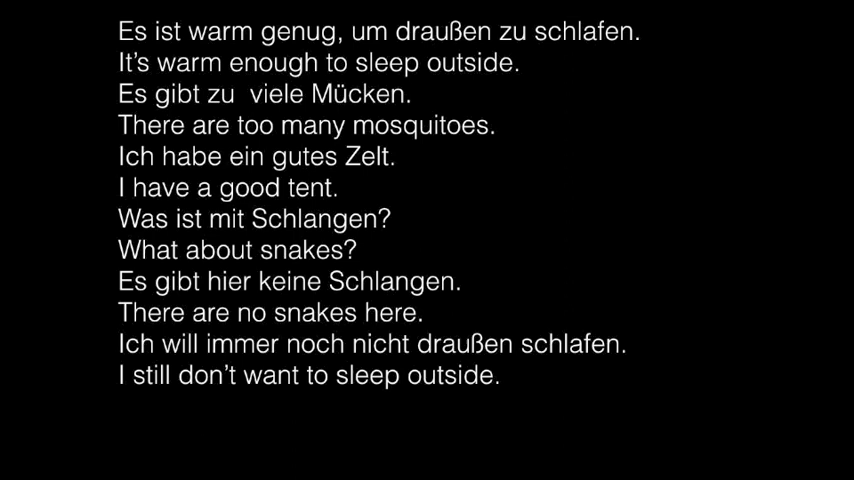 Es ist warm genug, um draußen zu schlafen.
It's warm enough to sleep outside.
Es gibt zu  viele Mücken.
There are too many mosquitoes.
Ich habe ein gutes Zelt.
I have a good tent.
Was ist mit Schlangen?
What about snakes?
Es gibt hier keine Schlangen.
There are no snakes here.
Ich will immer noch nicht draußen schlafen.
I still don't want to sleep outside.